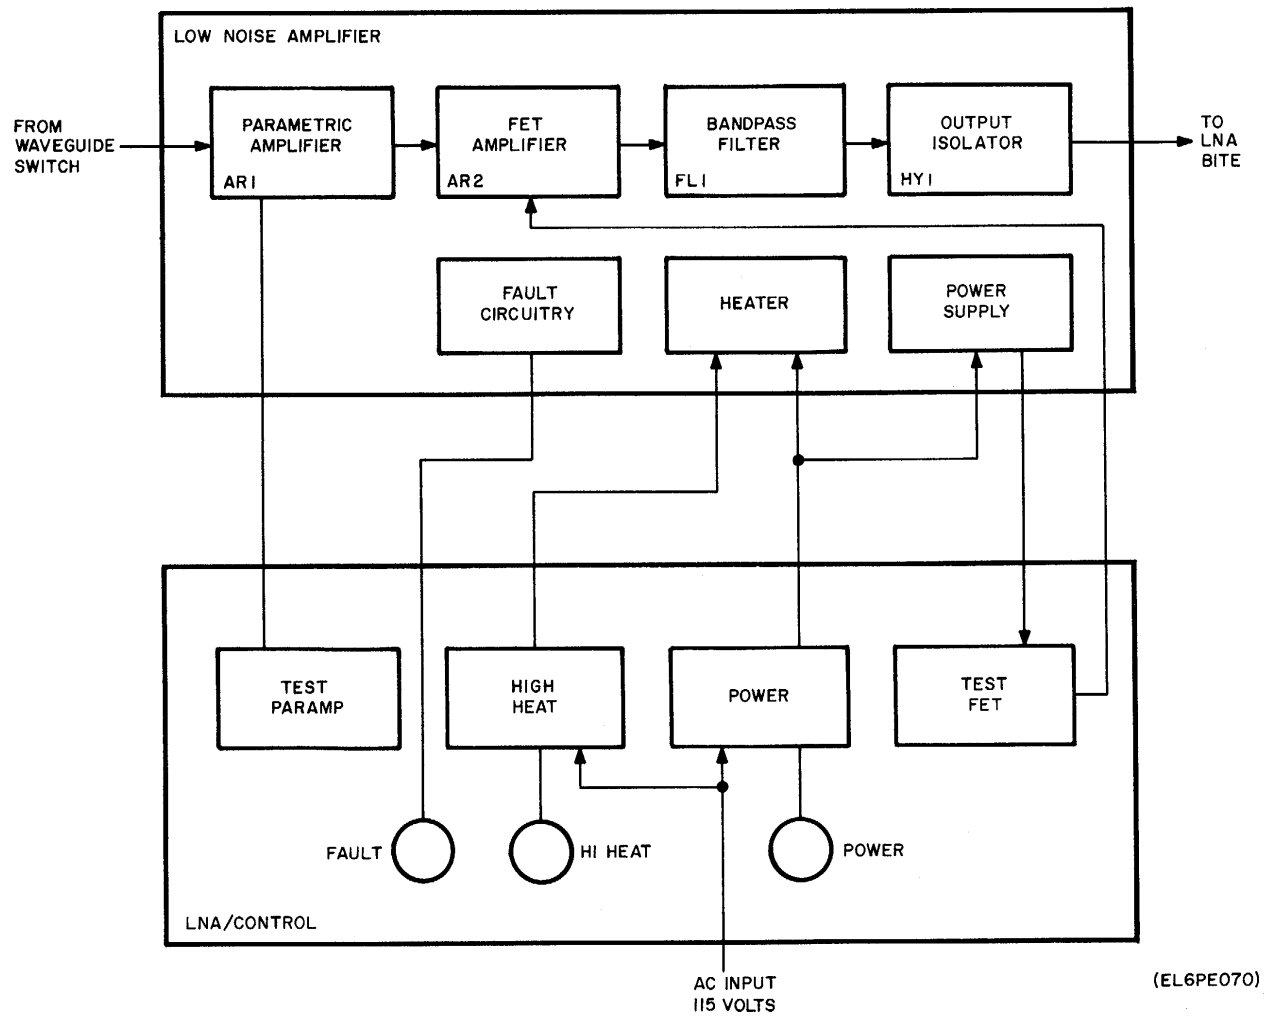 LOW NOISE AMPLIFIER
FROM
WAVEGUIDE
SWITCH
PARAMETRIC
AMPLIFIER
AR1
FET
AMPLIFIER
AR2
BANDPASS
FILTER
FL1
OUTPUT
ISOLATOR
HY1
TO
LNA
BITE
FAULT
CIRCUITRY
HEATER
POWER
SUPPLY
TEST
PARAMP
HIGH
HEAT
POWER
TEST
FET
FAULT
HI HEAT
POWER
LNA/CONTROL
AC INPUT
115 VOLTS
(EL6PE070)